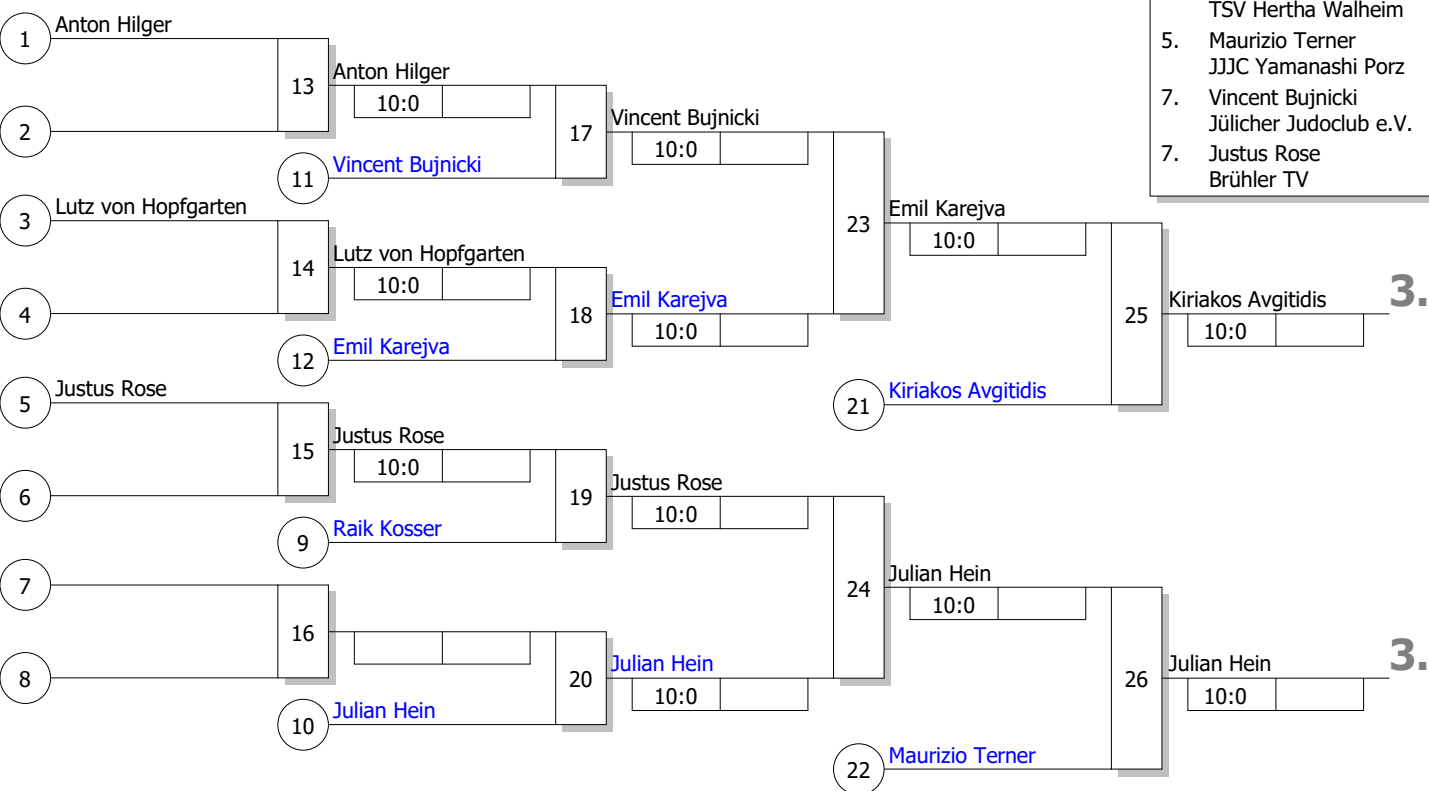 TSV Hertha Walheim
5. Maurizio Terner
JJJC Yamanashi Porz
7. Vincent Bujnicki
Jülicher Judoclub e.V.
7. Justus Rose
Brühler TV
1 Anton Hilger
13 Anton Hilger
10:0
2
17 Vincent Bujnicki
10:0
11 Vincent Bujnicki
3 Lutz von Hopfgarten
23 Emil Karejva
10:0
14 Lutz von Hopfgarten
10:0
4
18 Emil Karejva
10:0
25 Kiriakos Avgitidis 3.
10:0
12 Emil Karejva
5 Justus Rose
21 Kiriakos Avgitidis
15 Justus Rose
10:0
6
19 Justus Rose
10:0
9 Raik Kosser
7
24 Julian Hein
10:0
16
8
20 Julian Hein
10:0
26 Julian Hein 3.
10:0
10 Julian Hein
22 Maurizio Terner